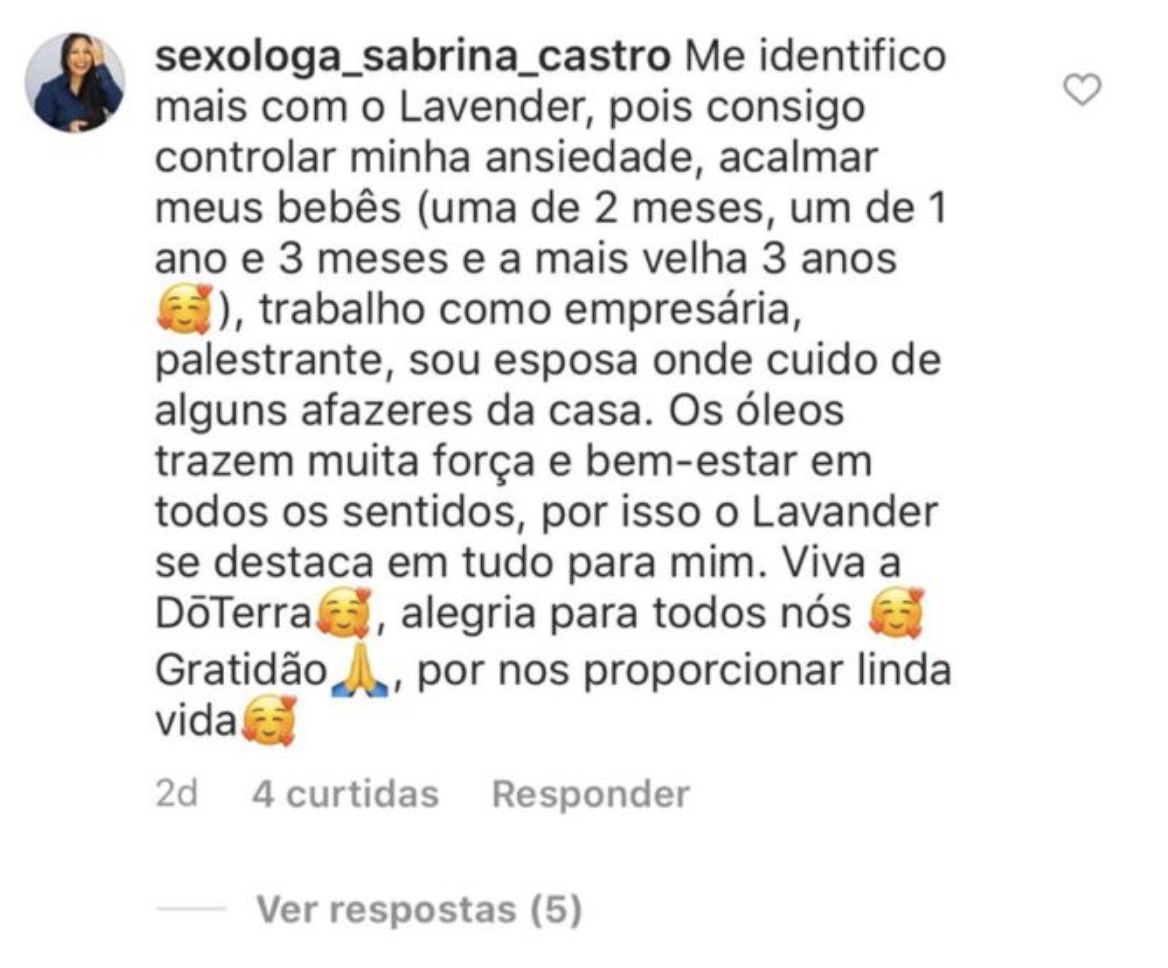 sexologa_sabrina_castro Me identifico
mais com o Lavender, pois consigo
controlar minha ansiedade, acalmar
meus bebês (uma de 2 meses, um de 1
ano e 3 meses e a mais velha 3 anos
🥰), trabalho como empresária,
palestrante, sou esposa onde cuido de
alguns afazeres da casa. Os óleos
trazem muita força e bem-estar em
todos os sentidos, por isso o Lavander
se destaca em tudo para mim. Viva a
DōTerra🥰, alegria para todos nós 🥰
Gratidão🙏, por nos proporcionar linda
vida🥰
2d 4 curtidas Responder
Ver respostas (5)